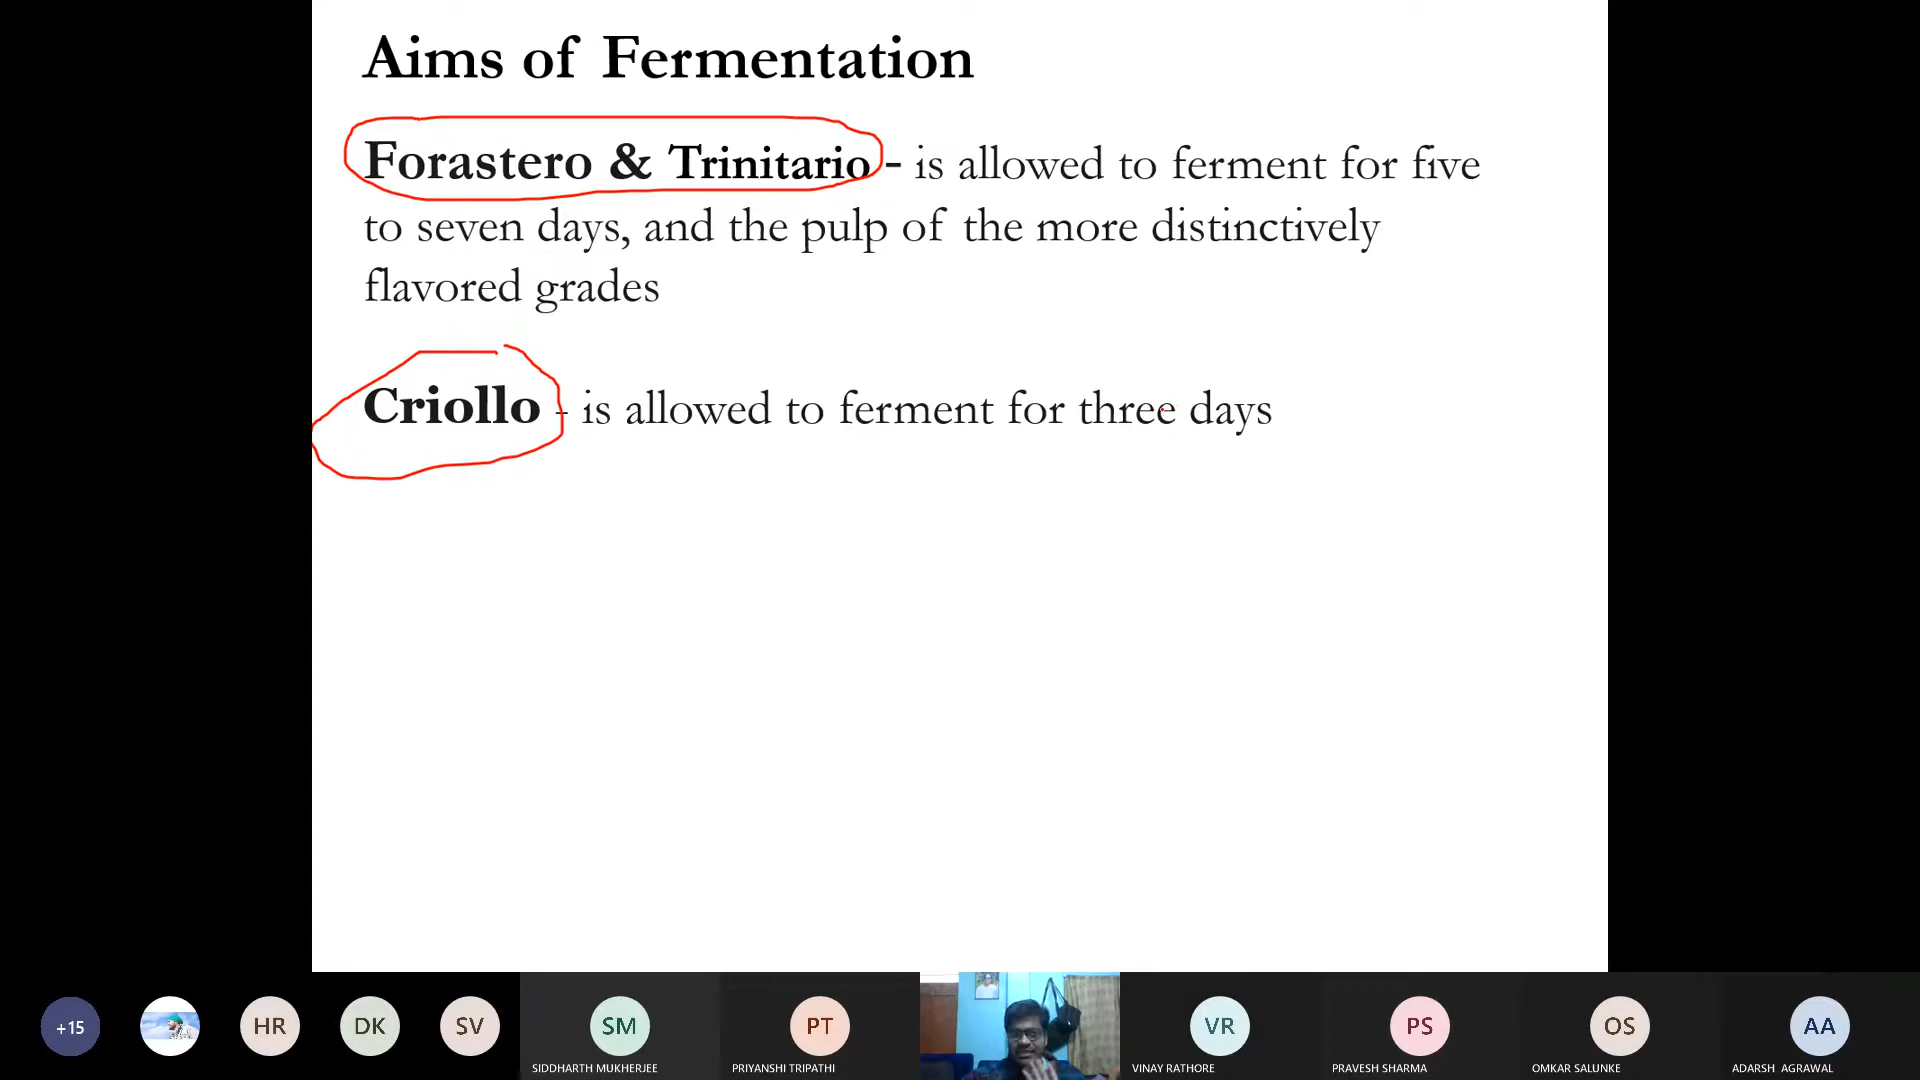 Aims of Fermentation
Forastero & Trinitario - is allowed to ferment for five
to seven days, and the pulp of the more distinctively
flavored grades
Criollo - is allowed to ferment for three days
+15
HR
DK
SV
SM
PT
VR
PS
OS
AA
SIDDHARTH MUKHERJEE
PRIYANSHI TRIPATHI
VINAY RATHORE
PRAVESH SHARMA
OMKAR SALUNKE
ADARSH AGRAWAL